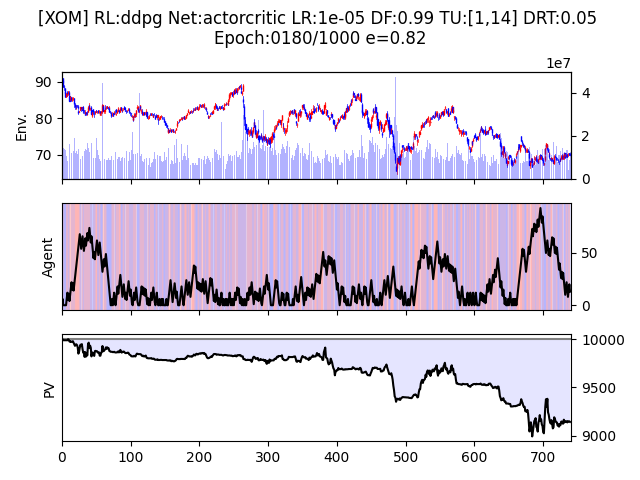 [XOM] RL:ddpg Net:actorcritic LR:1e-05 DF:0.99 TU:[1,14] DRT:0.05
Epoch:0180/1000 e=0.82
1e7
Env.
90
80
70
4
2
0
Agent
50
0
PV
10000
9500
9000
0 100 200 300 400 500 600 700